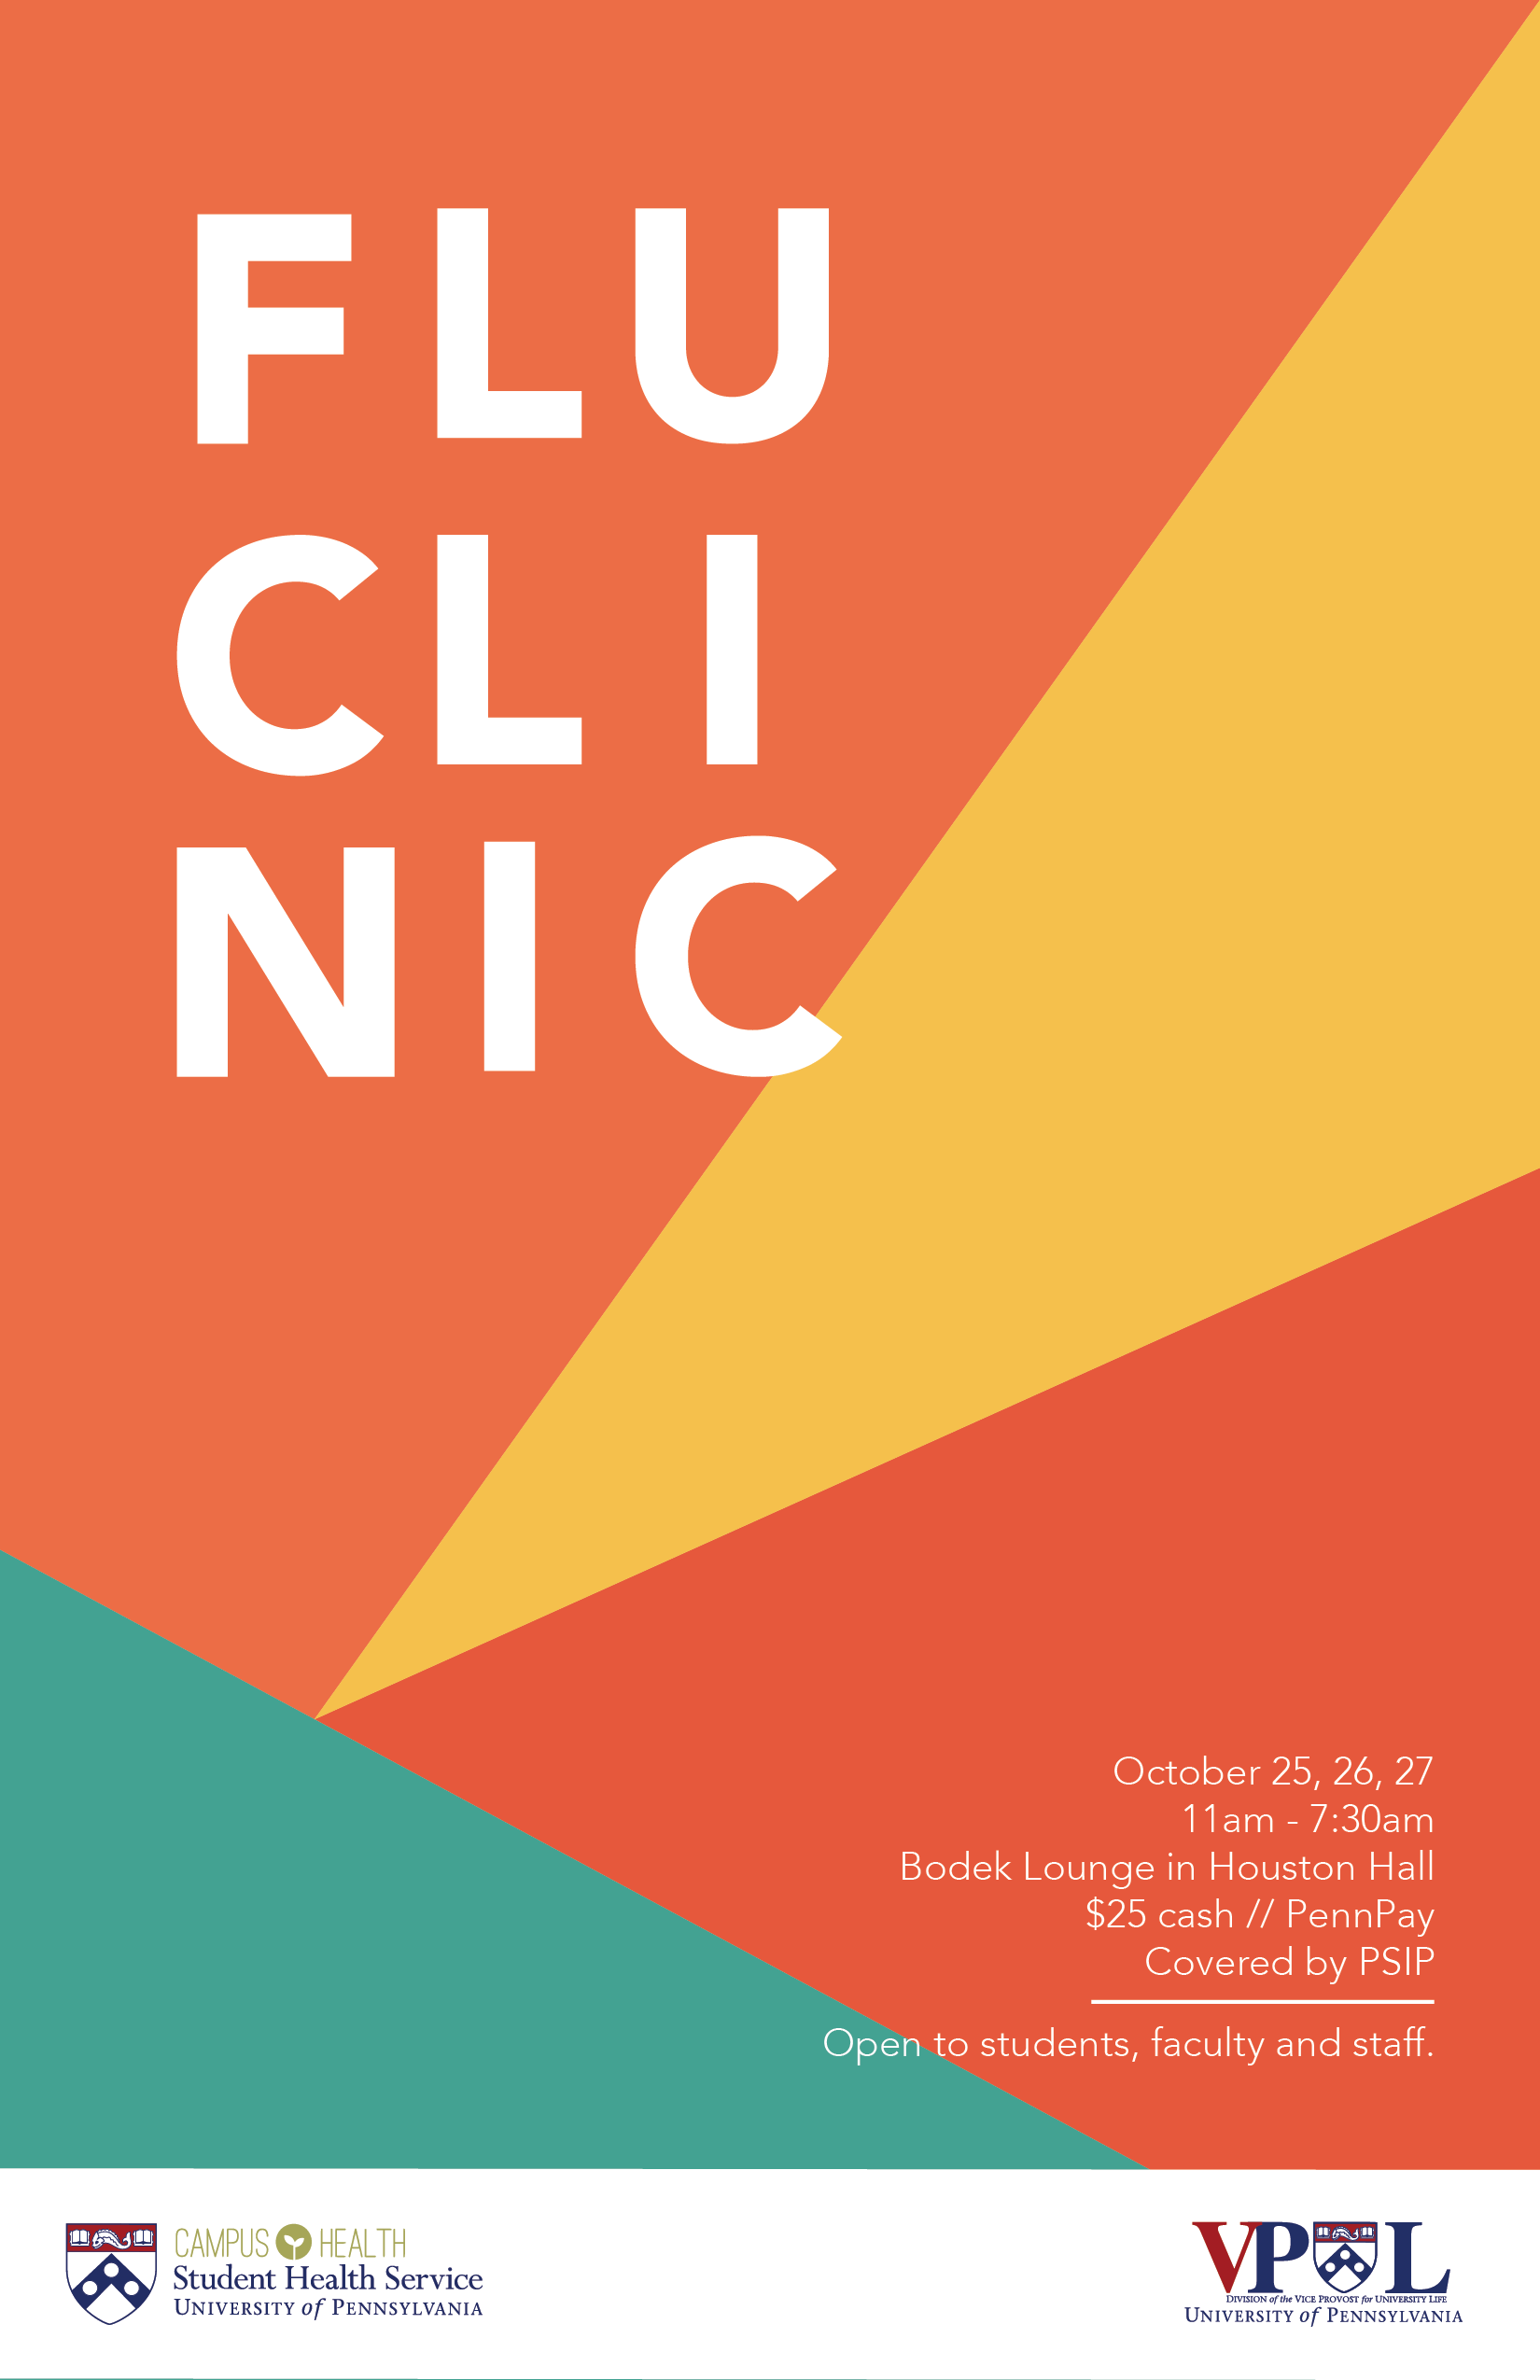 FLU
CLI
NIC
October 25, 26, 27
11am - 7:30am
Bodek Lounge in Houston Hall
$25 cash // PennPay
Covered by PSIP
Open to students, faculty and staff.
CAMPUS HEALTH
Student Health Service
UNIVERSITY of PENNSYLVANIA
VPUL
DIVISION of the VICE PROVOST for UNIVERSITY LIFE
UNIVERSITY of PENNSYLVANIA